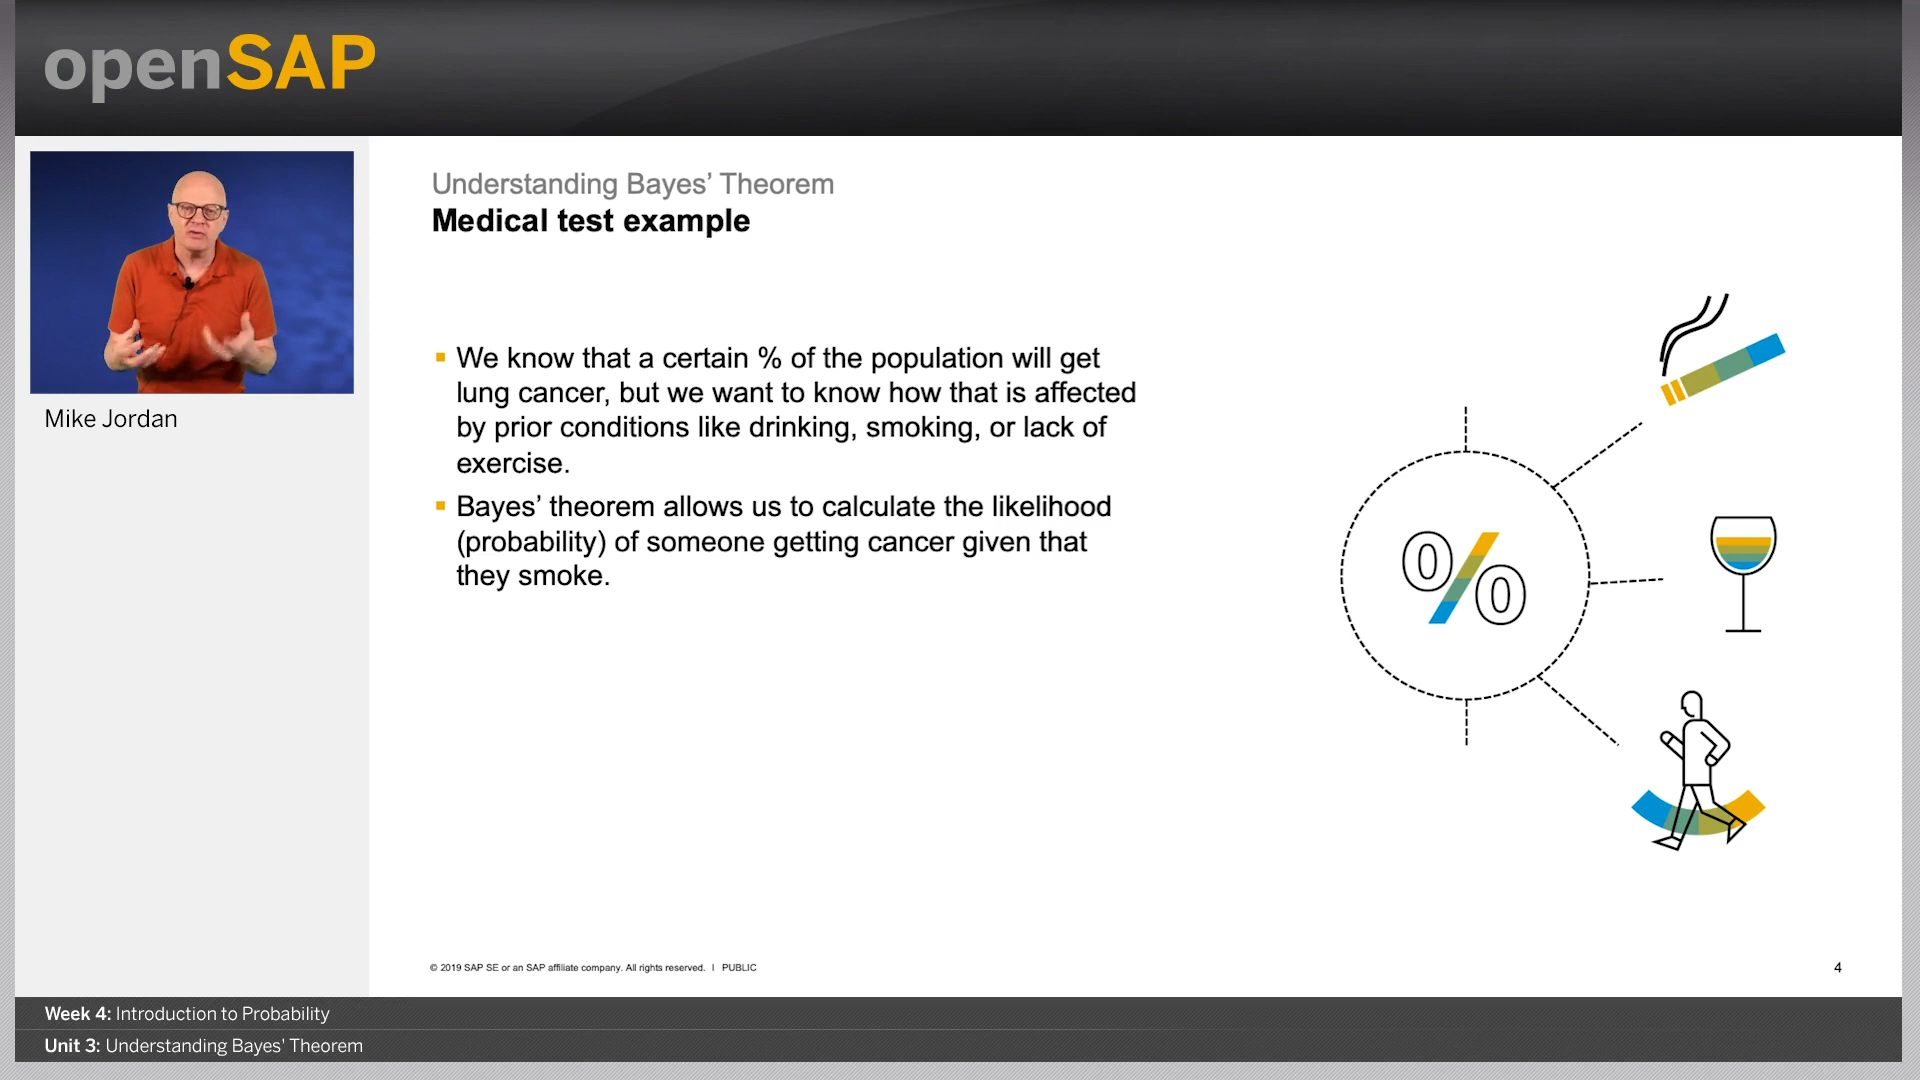 openSAP
Mike Jordan
Understanding Bayes’ Theorem
Medical test example
▪ We know that a certain % of the population will get
lung cancer, but we want to know how that is affected
by prior conditions like drinking, smoking, or lack of
exercise.
▪ Bayes’ theorem allows us to calculate the likelihood
(probability) of someone getting cancer given that
they smoke.
%
© 2019 SAP SE or an SAP affiliate company. All rights reserved. I PUBLIC
4
Week 4: Introduction to Probability
Unit 3: Understanding Bayes' Theorem